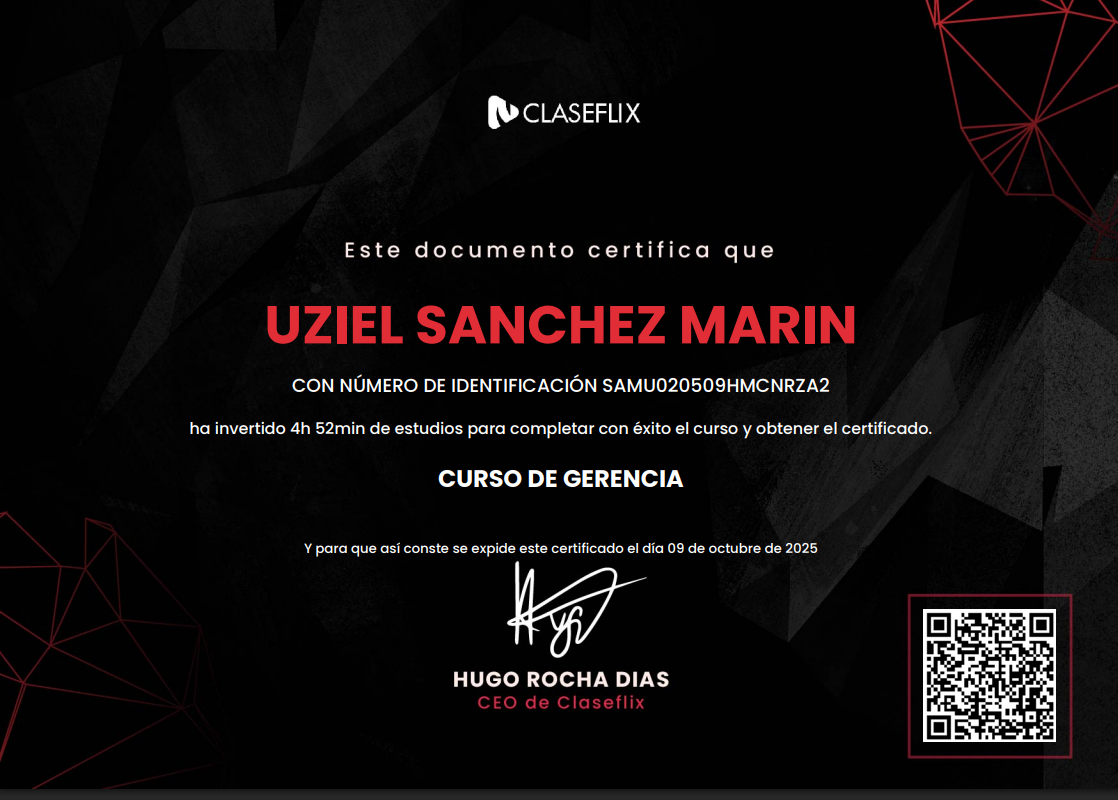 CLASEFLIX
Este documento certifica que
UZIEL SANCHEZ MARIN
CON NÚMERO DE IDENTIFICACIÓN SAMU020509HMCNRZA2
ha invertido 4h 52min de estudios para completar con éxito el curso y obtener el certificado.
CURSO DE GERENCIA
Y para que así conste se expide este certificado el día 09 de octubre de 2025
HUGO ROCHA DIAS
CEO de Claseflix